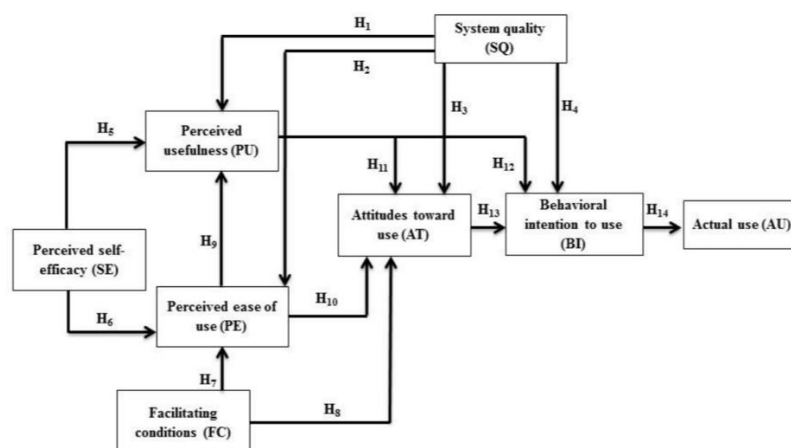 H1
System quality
(SQ)
H2
H3
H4
H5
Perceived
usefulness (PU)
H11
H12
Attitudes toward
use (AT)
H13
Behavioral
intention to use
(BI)
H14
Actual use (AU)
Perceived self-
efficacy (SE)
H9
H6
Perceived ease of
use (PE)
H10
H7
H8
Facilitating
conditions (FC)